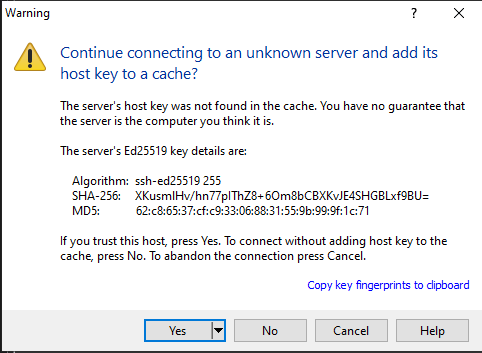 Warning
?
Continue connecting to an unknown server and add its
host key to a cache?
The server's host key was not found in the cache. You have no guarantee that
the server is the computer you think it is.
The server's Ed25519 key details are:
Algorithm: ssh-ed25519 255
SHA-256: XKusmIHv/hn77pIThZ8+6Om8bCBXKvJE4SHGBLxf9BU=
MD5: 62:c8:65:37:cf:c9:33:06:88:31:55:9b:99:9f:1c:71
If you trust this host, press Yes. To connect without adding host key to the
cache, press No. To abandon the connection press Cancel.
Copy key fingerprints to clipboard
Yes No Cancel Help